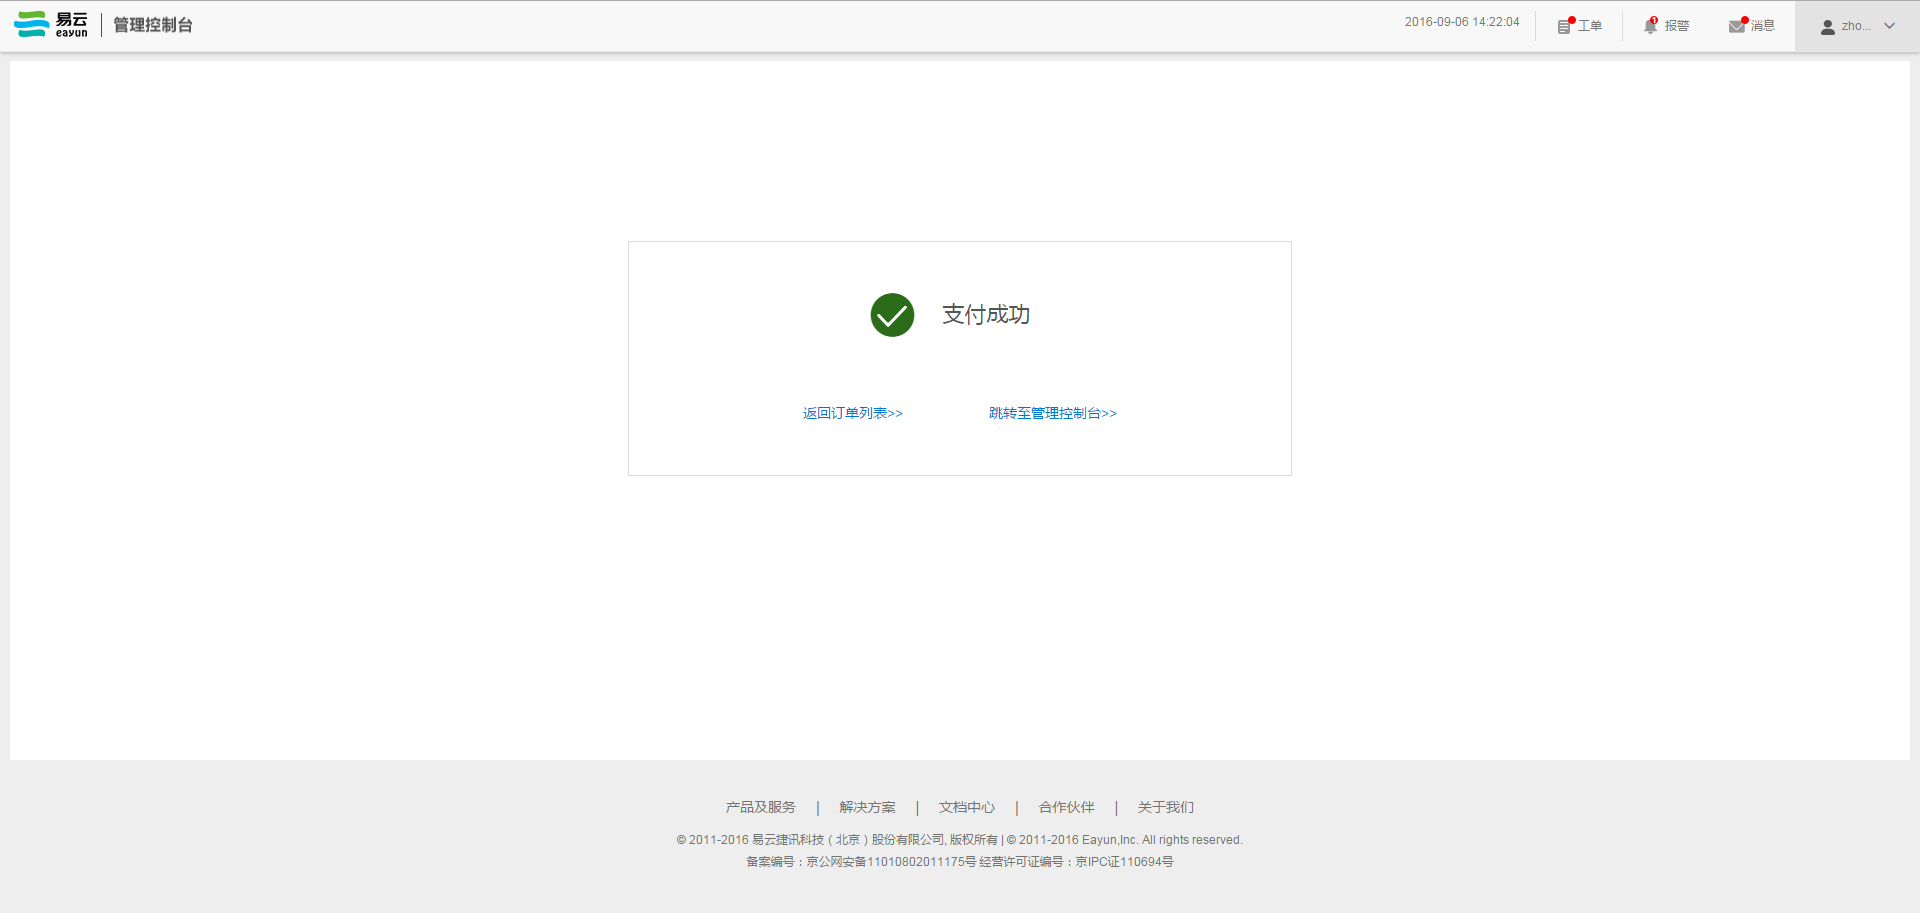 易云 eayun 管理控制台 2016-09-06 14:22:04 工单 1 报警 消息 zho...
支付成功
返回订单列表>> 跳转至管理控制台>>
产品及服务 | 解决方案 | 文档中心 | 合作伙伴 | 关于我们
© 2011-2016 易云捷讯科技（北京）股份有限公司, 版权所有 | © 2011-2016 Eayun,Inc. All rights reserved.
备案编号：京公网安备11010802011175号 经营许可证编号：京IPC证110694号